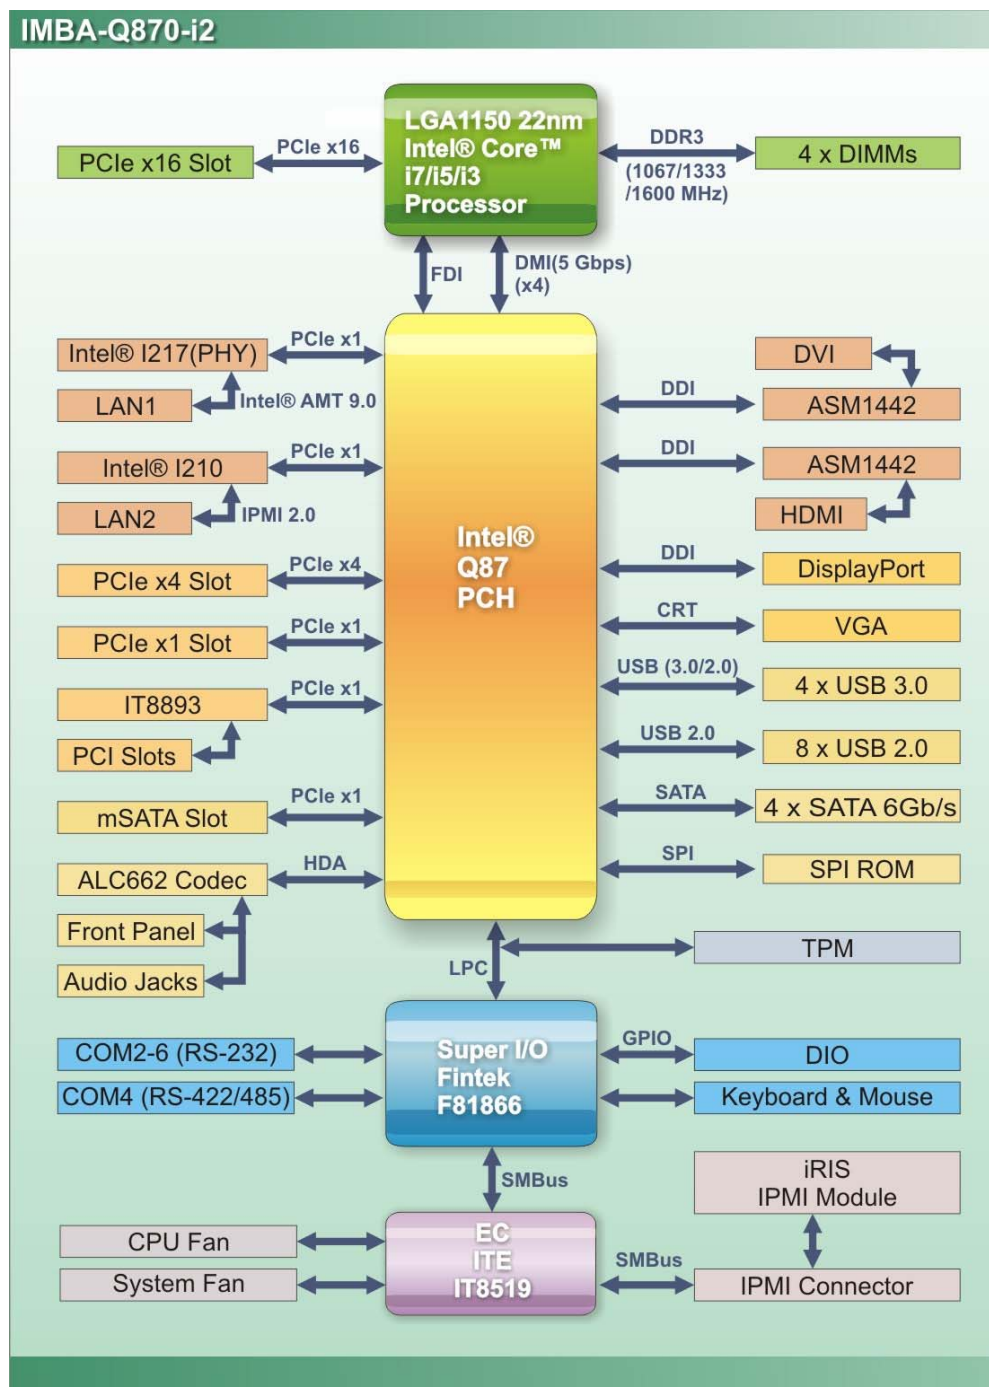 IMBA-Q870-i2
LGA1150 22nm
Intel® Core™
i7/i5/i3
Processor
PCIe x16 Slot
PCIe x16
DDR3
(1067/1333
/1600 MHz)
4 x DIMMs
FDI
DMI(5 Gbps)
(x4)
Intel® I217(PHY)
PCIe x1
LAN1
Intel® AMT 9.0
Intel® I210
PCIe x1
LAN2
IPMI 2.0
PCIe x4 Slot
PCIe x4
PCIe x1 Slot
PCIe x1
IT8893
PCIe x1
PCI Slots
mSATA Slot
PCIe x1
ALC662 Codec
HDA
Front Panel
Audio Jacks
Intel®
Q87
PCH
DVI
DDI
ASM1442
DDI
ASM1442
HDMI
DDI
DisplayPort
CRT
VGA
USB (3.0/2.0)
4 x USB 3.0
USB 2.0
8 x USB 2.0
SATA
4 x SATA 6Gb/s
SPI
SPI ROM
LPC
TPM
COM2-6 (RS-232)
COM4 (RS-422/485)
Super I/O
Fintek
F81866
GPIO
DIO
Keyboard & Mouse
SMBus
iRIS
IPMI Module
CPU Fan
System Fan
EC
ITE
IT8519
SMBus
IPMI Connector